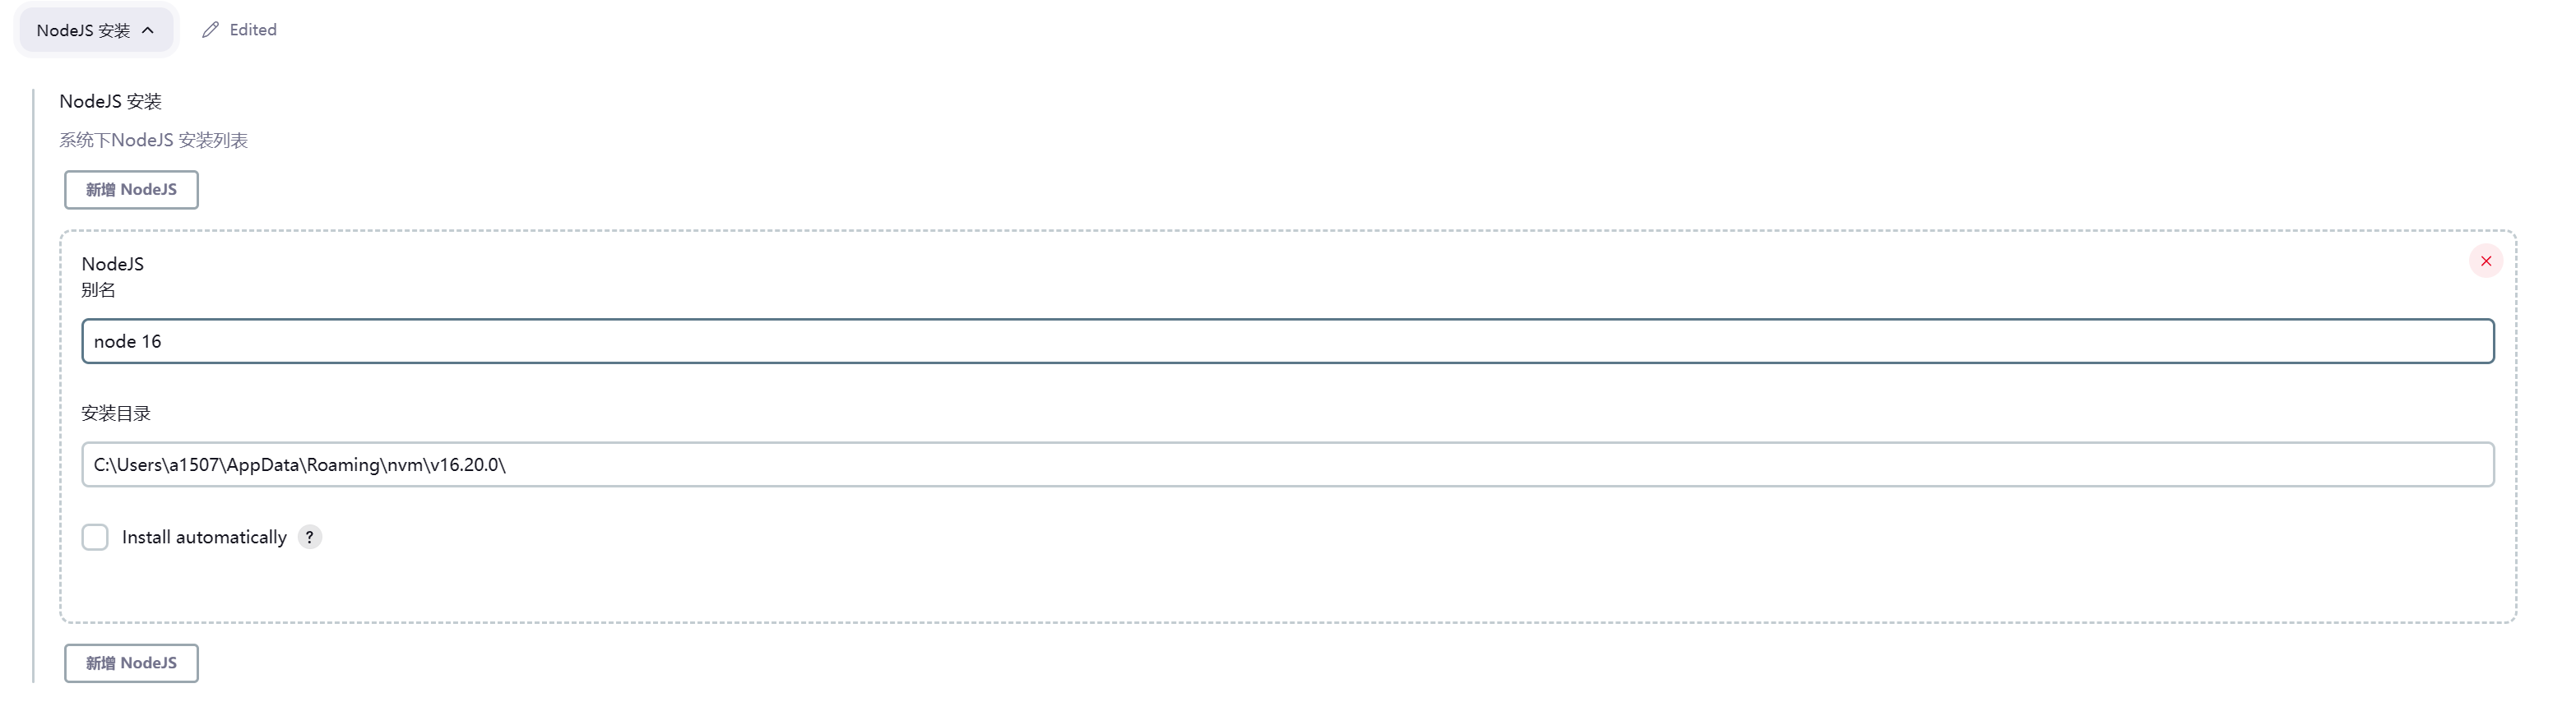 NodeJS 安装
Edited
NodeJS 安装
系统下NodeJS 安装列表
新增 NodeJS
NodeJS
别名
node 16
安装目录
C:\Users\a1507\AppData\Roaming\nvm\v16.20.0\
Install automatically ?
新增 NodeJS